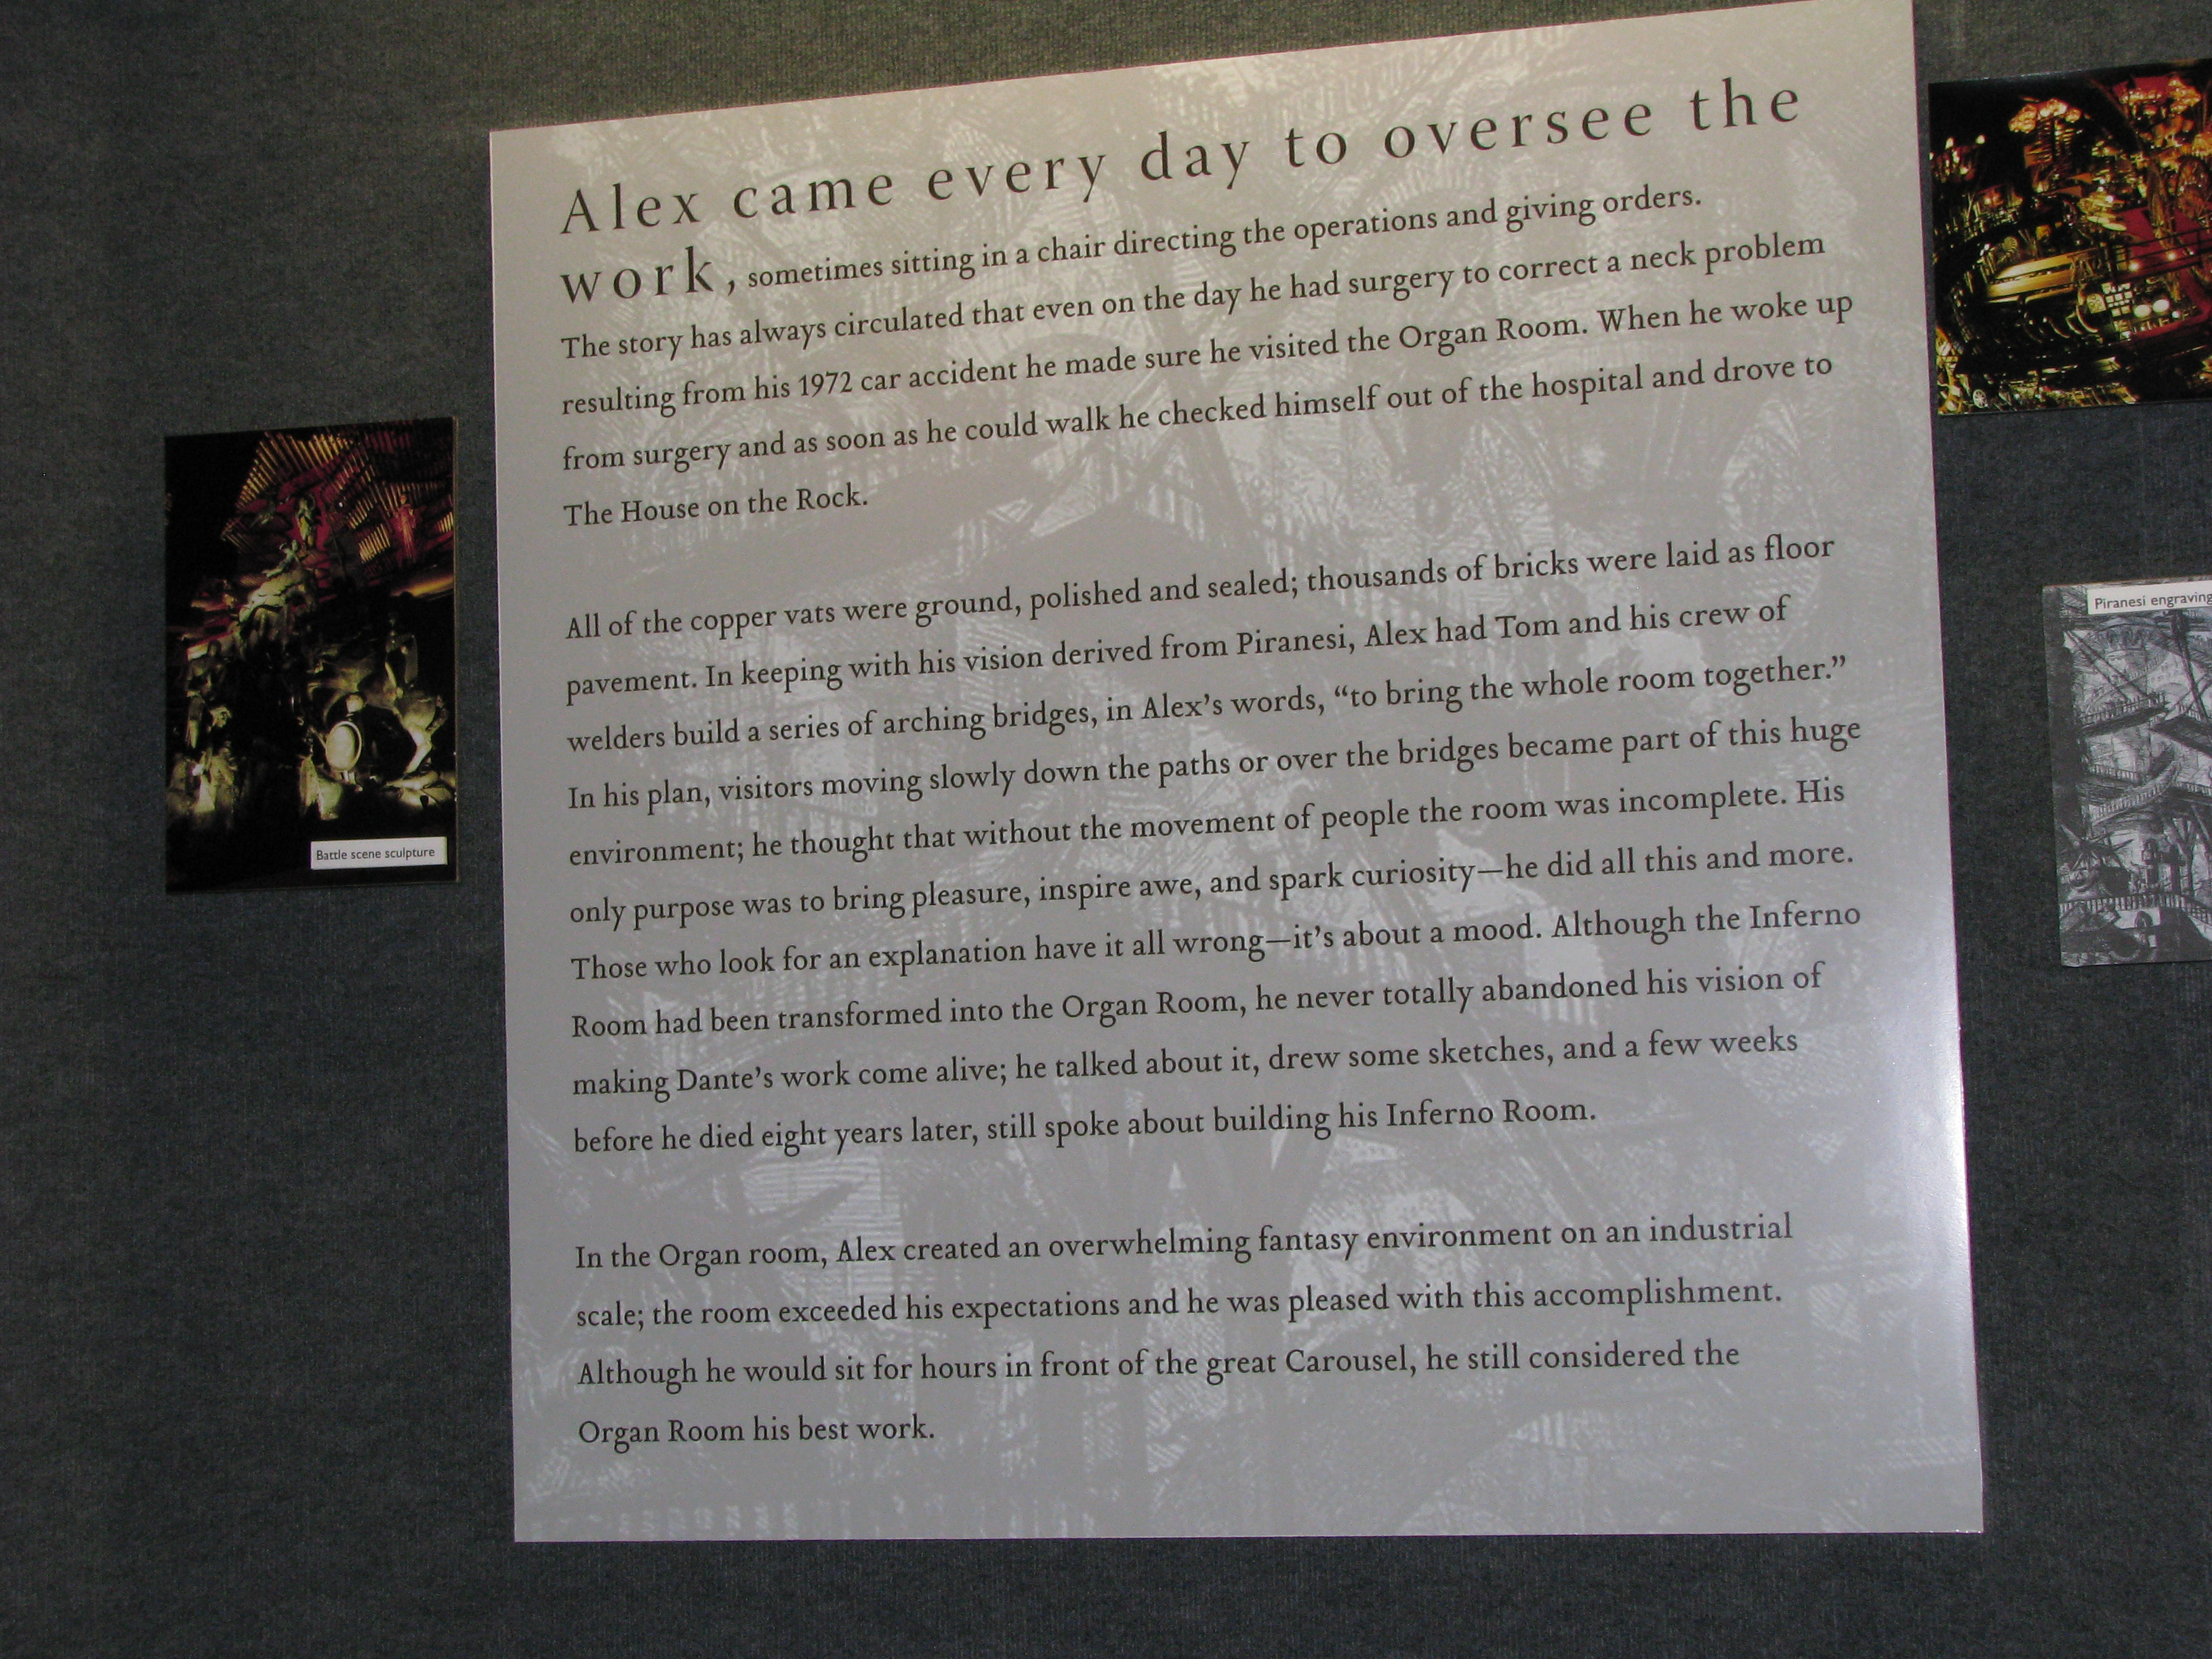 Alex came every day to oversee the
work, sometimes sitting in a chair directing the operations and giving orders.
The story has always circulated that even on the day he had surgery to correct a neck problem
resulting from his 1972 car accident he made sure he visited the Organ Room. When he woke up
from surgery and as soon as he could walk he checked himself out of the hospital and drove to
The House on the Rock.
All of the copper vats were ground, polished and sealed; thousands of bricks were laid as floor
pavement. In keeping with his vision derived from Piranesi, Alex had Tom and his crew of
welders build a series of arching bridges, in Alex’s words, “to bring the whole room together.”
In his plan, visitors moving slowly down the paths or over the bridges became part of this huge
environment; he thought that without the movement of people the room was incomplete. His
only purpose was to bring pleasure, inspire awe, and spark curiosity—he did all this and more.
Those who look for an explanation have it all wrong—it’s about a mood. Although the Inferno
Room had been transformed into the Organ Room, he never totally abandoned his vision of
making Dante’s work come alive; he talked about it, drew some sketches, and a few weeks
before he died eight years later, still spoke about building his Inferno Room.
In the Organ room, Alex created an overwhelming fantasy environment on an industrial
scale; the room exceeded his expectations and he was pleased with this accomplishment.
Although he would sit for hours in front of the great Carousel, he still considered the
Organ Room his best work.
Battle scene sculpture
Piranesi engraving